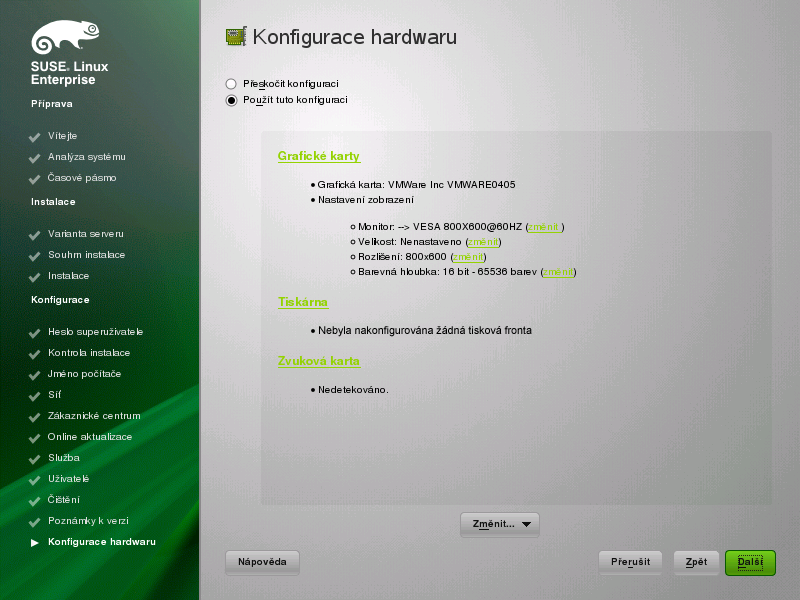 SUSE. Linux
Enterprise
Příprava
Vítejte
Analýza systému
Časové pásmo
Instalace
Varianta serveru
Souhrn instalace
Instalace
Konfigurace
Heslo superuživatele
Kontrola instalace
Jméno počítače
Síť
Zákaznické centrum
Online aktualizace
Služba
Uživatelé
Čištění
Poznámky k verzi
Konfigurace hardwaru
Konfigurace hardwaru
Přeskočit konfiguraci
Použít tuto konfiguraci
Grafické karty
Grafická karta: VMWare Inc VMWARE0405
Nastavení zobrazení
Monitor: --> VESA 800X600@60HZ (změnit )
Velikost: Nenastaveno (změnit)
Rozlišení: 800x600 (změnit)
Barevná hloubka: 16 bit - 65536 barev (změnit)
Tiskárna
Nebyla nakonfigurována žádná tisková fronta
Zvuková karta
Nedetekováno.
Změnit...
Nápověda
Přerušit
Zpět
Další